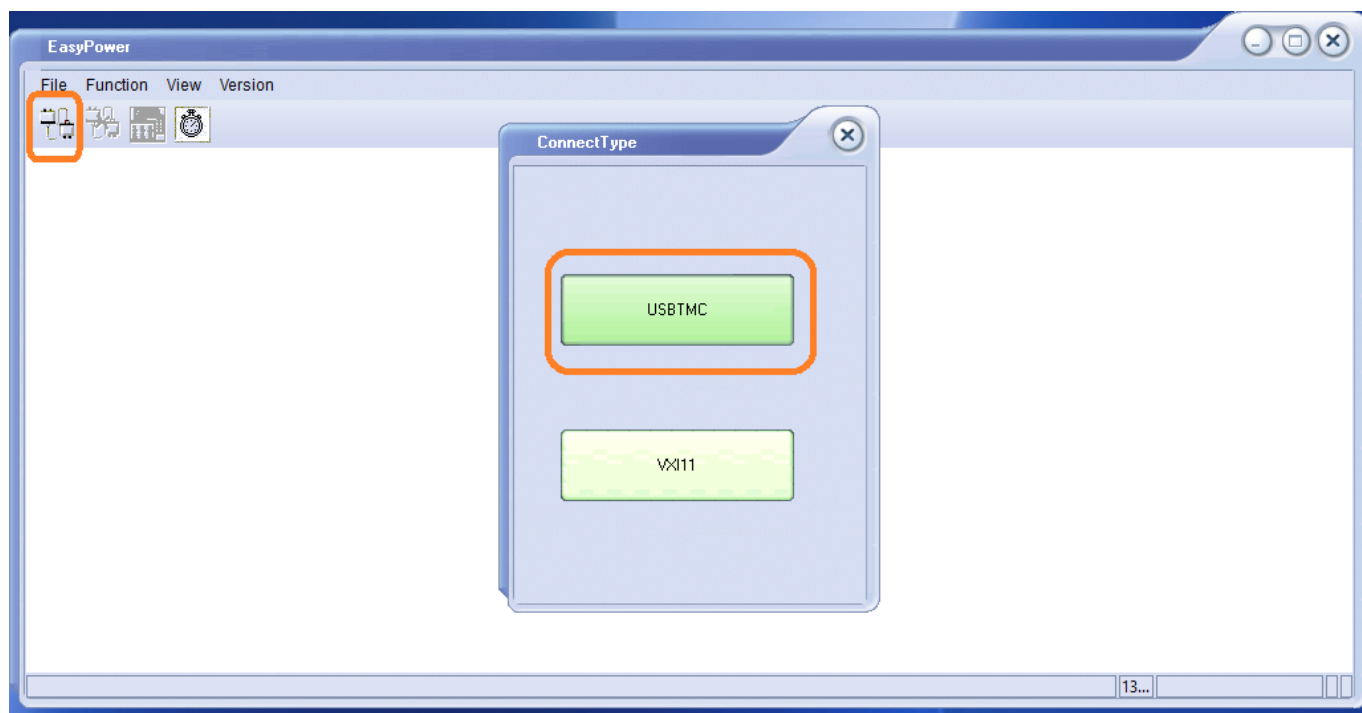 EasyPower
File Function View Version
ConnectType
USBTMC
VXI11
13...